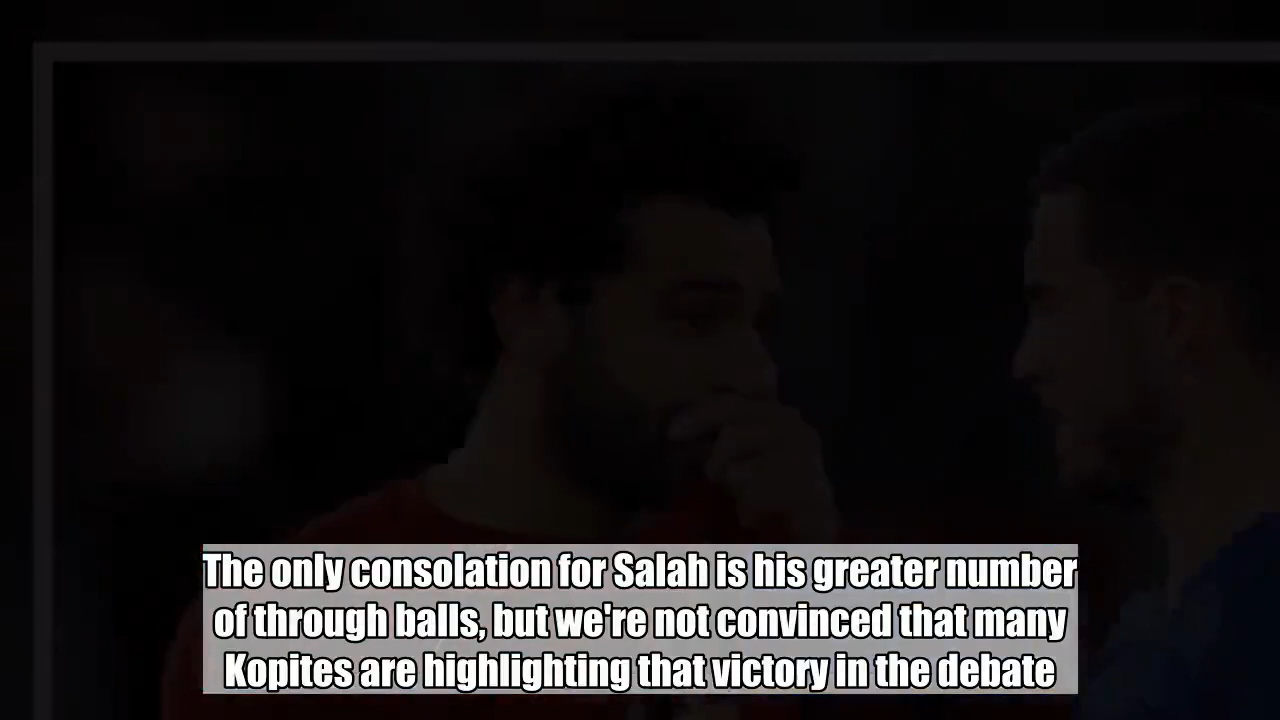 The only consolation for Salah is his greater number
of through balls, but we're not convinced that many
Kopites are highlighting that victory in the debate